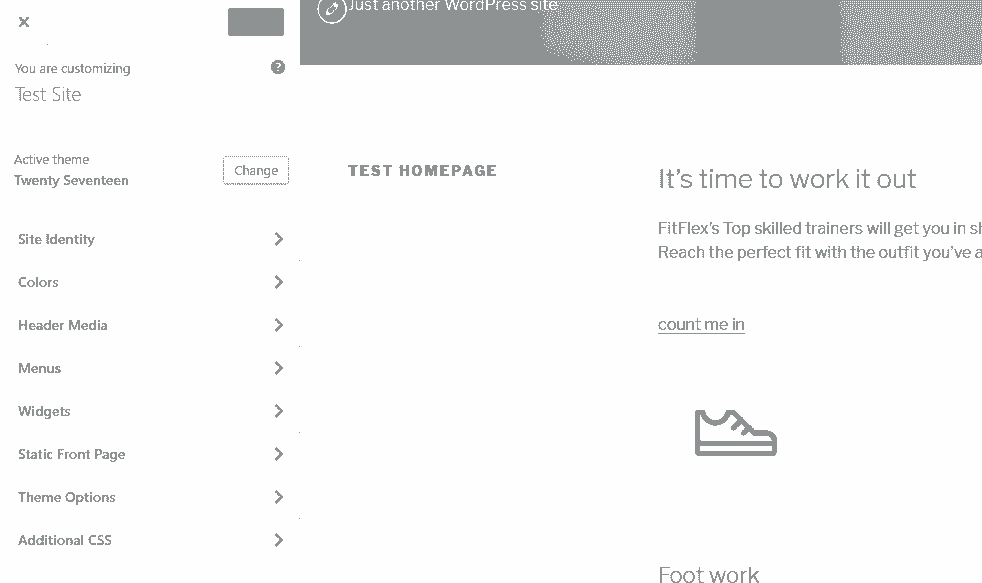 Just another WordPress site
You are customizing
Test Site
Active theme
Twenty Seventeen
Change
Site Identity
Colors
Header Media
Menus
Widgets
Static Front Page
Theme Options
Additional CSS
TEST HOMEPAGE
It's time to work it out
FitFlex's Top skilled trainers will get you in
Reach the perfect fit with the outfit you've
count me in
Foot work